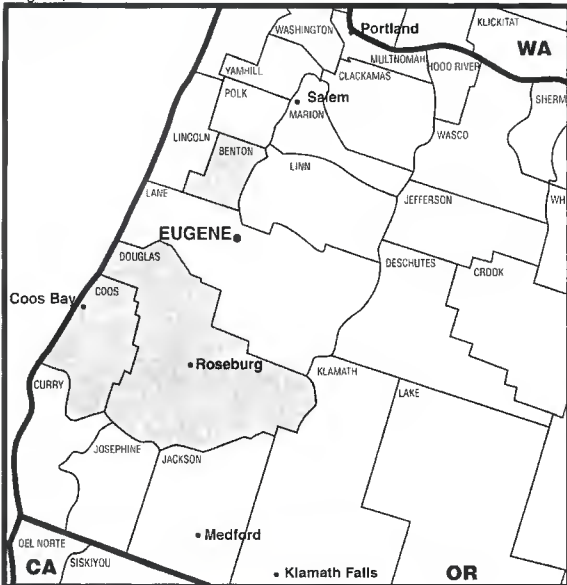 WASHINGTON
Portland
KLICKITAT
WA
MULTNOMAH
HOOD RIVER
YAMHILL
CLACKAMAS
POLK
Salem
SHERM
MARION
WASCO
LINCOLN
BENTON
LINN
LANE
JEFFERSON
WH
EUGENE
DOUGLAS
DESCHUTES
CROOK
COOS
Coos Bay
Roseburg
KLAMATH
CURRY
LAKE
JOSEPHINE
JACKSON
Medford
DEL NORTE
CA
SISKIYOU
Klamath Falls
OR